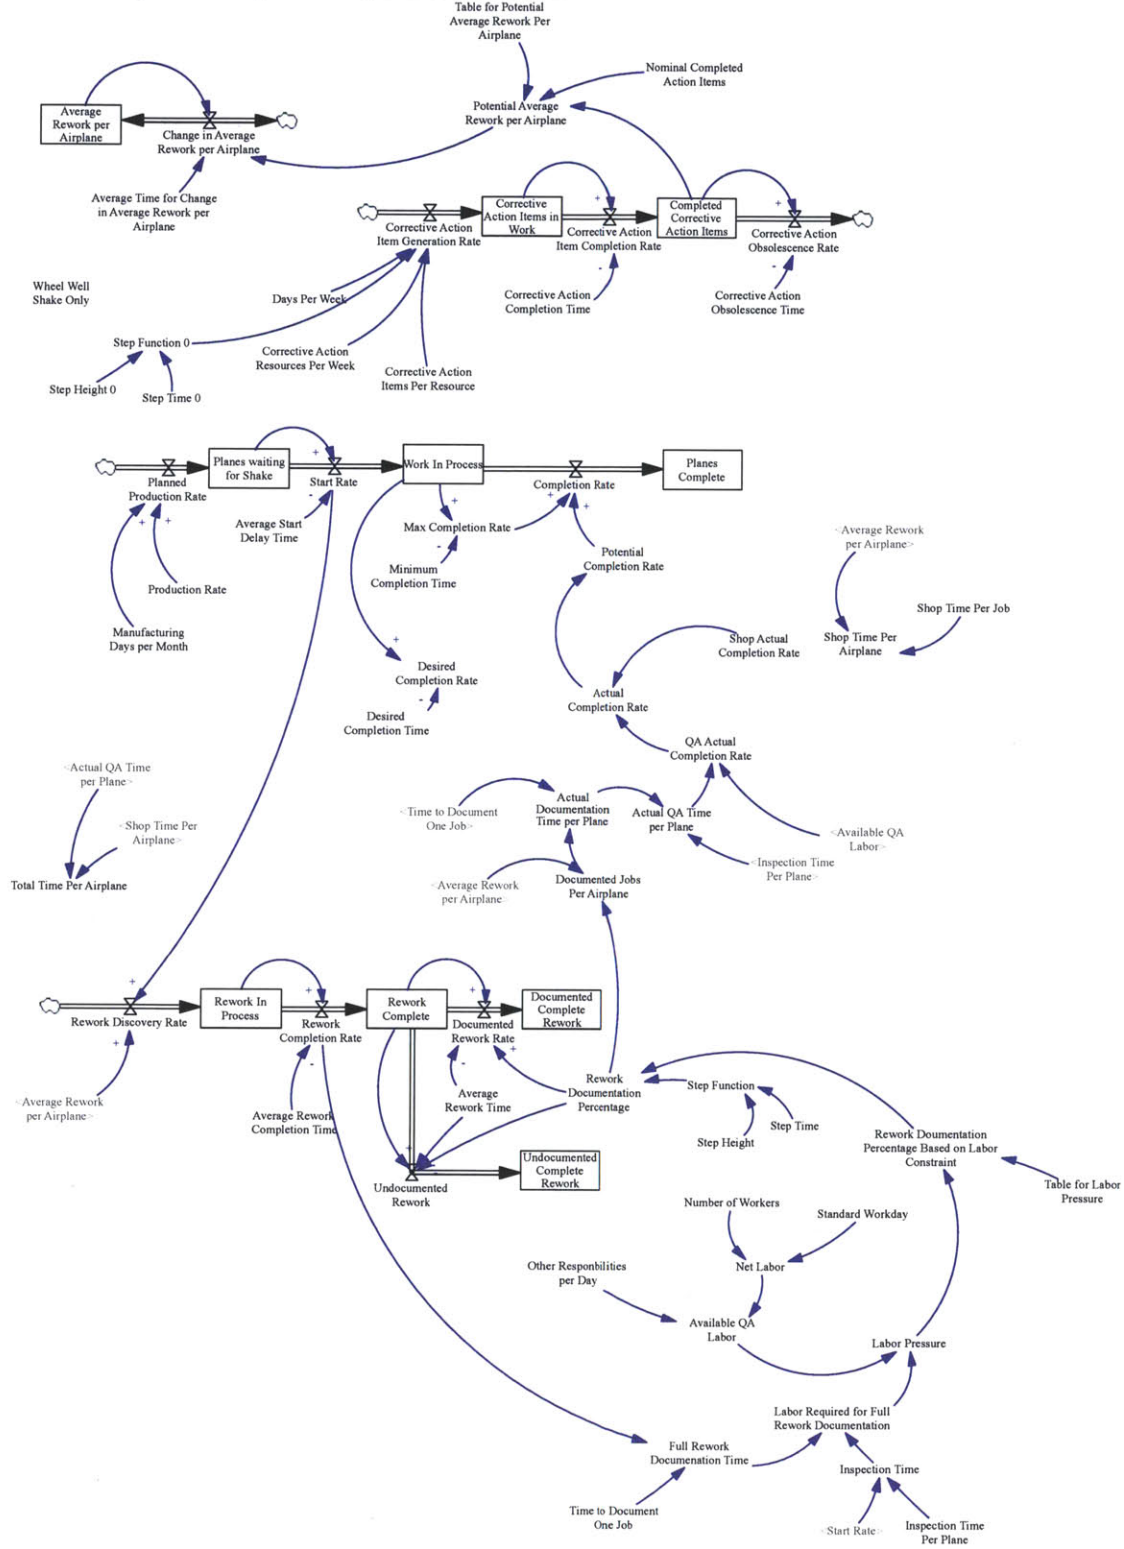 Table for Potential
Average Rework Per
Airplane
Nominal Completed
Action Items
Average
Rework per
Airplane
Potential Average
Rework per Airplane
Change in Average
Rework per Airplane
Average Time for Change
in Average Rework per
Airplane
Corrective
Action Items in
Work
Completed
Corrective
Action Items
+
+
Corrective Action
Item Generation Rate
Corrective Action
Item Completion Rate
Corrective Action
Obsolescence Rate
-
-
Wheel Well
Shake Only
Days Per Week
Corrective Action
Completion Time
Corrective Action
Obsolescence Time
Step Function 0
Corrective Action
Resources Per Week
Corrective Action
Items Per Resource
Step Height 0
Step Time 0
Planes waiting
for Shake
+
Work In Process
Planes
Complete
Planned
Production Rate
Start Rate
Completion Rate
+
+
-
+
+
+
Average Start
Delay Time
Max Completion Rate
-
<Average Rework
per Airplane>
Minimum
Completion Time
Potential
Completion Rate
Production Rate
Shop Time Per Job
Manufacturing
Days per Month
Shop Time Per
Airplane
Shop Actual
Completion Rate
+
Desired
Completion Rate
-
Actual
Completion Rate
Desired
Completion Time
QA Actual
Completion Rate
<Actual QA Time
per Plane>
<Time to Document
One Job>
Actual
Documentation
Time per Plane
Actual QA Time
per Plane
<Shop Time Per
Airplane>
<Available QA
Labor>
<Inspection Time
Per Plane>
Total Time Per Airplane
<Average Rework
per Airplane>
Documented Jobs
Per Airplane
+
+
+
Rework In
Process
Rework
Complete
Documented
Complete
Rework
Rework Discovery Rate
Rework
Completion Rate
Documented
Rework Rate
+
-
-
+
<Average Rework
per Airplane>
Average Rework
Completion Time
Average
Rework Time
Rework
Documentation
Percentage
Step Function
Step Height
Step Time
Rework Doumentation
Percentage Based on Labor
Constraint
+
-
Undocumented
Rework
Undocumented
Complete
Rework
Table for Labor
Pressure
Number of Workers
Standard Workday
Other Responbilities
per Day
Net Labor
Available QA
Labor
Labor Pressure
Labor Required for Full
Rework Documentation
Full Rework
Documenation Time
Inspection Time
Time to Document
One Job
<Start Rate>
Inspection Time
Per Plane